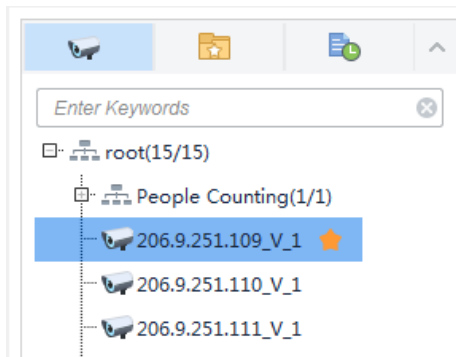 Enter Keywords
root(15/15)
People Counting(1/1)
206.9.251.109_V_1
206.9.251.110_V_1
206.9.251.111_V_1